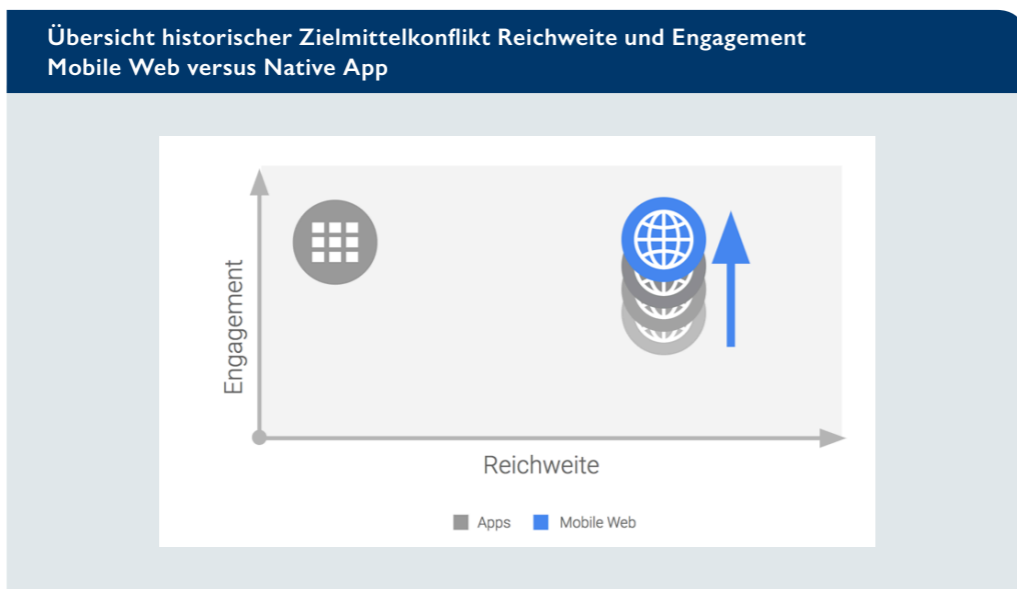 Übersicht historischer Zielmittelkonflikt Reichweite und Engagement
Mobile Web versus Native App
Engagement
Reichweite
Apps Mobile Web